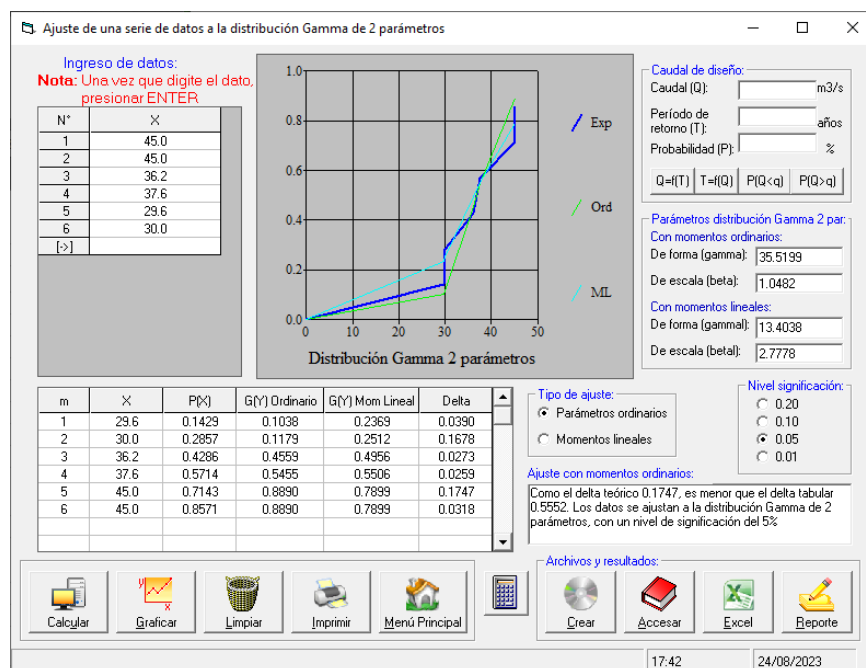 Ajuste de una serie de datos a la distribución Gamma de 2 parámetros
Ingreso de datos:
Nota: Una vez que digite el dato,
presionar ENTER
N° X
1 45.0
2 45.0
3 36.2
4 37.6
5 29.6
6 30.0
[->]
1.0
0.8
0.6
0.4
0.2
0.0
0 10 20 30 40 50
Distribución Gamma 2 parámetros
Exp
Ord
ML
Caudal de diseño:
Caudal (Q): m3/s
Período de
retorno (T): años
Probabilidad (P): %
Q=f(T) T=f(Q) P(Q<q) P(Q>q)
Parámetros distribución Gamma 2 par:
Con momentos ordinarios:
De forma (gamma) 35.5199
De escala (beta): 1.0482
Con momentos lineales:
De forma (gammal) 13.4038
De escala (betal): 2.7778
m X P(X) G(Y) Ordinario G(Y) Mom Lineal Delta
1 29.6 0.1429 0.1038 0.2369 0.0390
2 30.0 0.2857 0.1179 0.2512 0.1678
3 36.2 0.4286 0.4559 0.4956 0.0273
4 37.6 0.5714 0.5455 0.5506 0.0259
5 45.0 0.7143 0.8890 0.7899 0.1747
6 45.0 0.8571 0.8890 0.7899 0.0318
Tipo de ajuste:
Parámetros ordinarios
Momentos lineales
Nivel significación:
0.20
0.10
0.05
0.01
Ajuste con momentos ordinarios:
Como el delta teórico 0.1747, es menor que el delta tabular
0.5552. Los datos se ajustan a la distribución Gamma de 2
parámetros, con un nivel de significación del 5%
Calcular Graficar Limpiar Imprimir Menú Principal
Archivos y resultados:
Crear Accesar Excel Reporte
17:42 24/08/2023